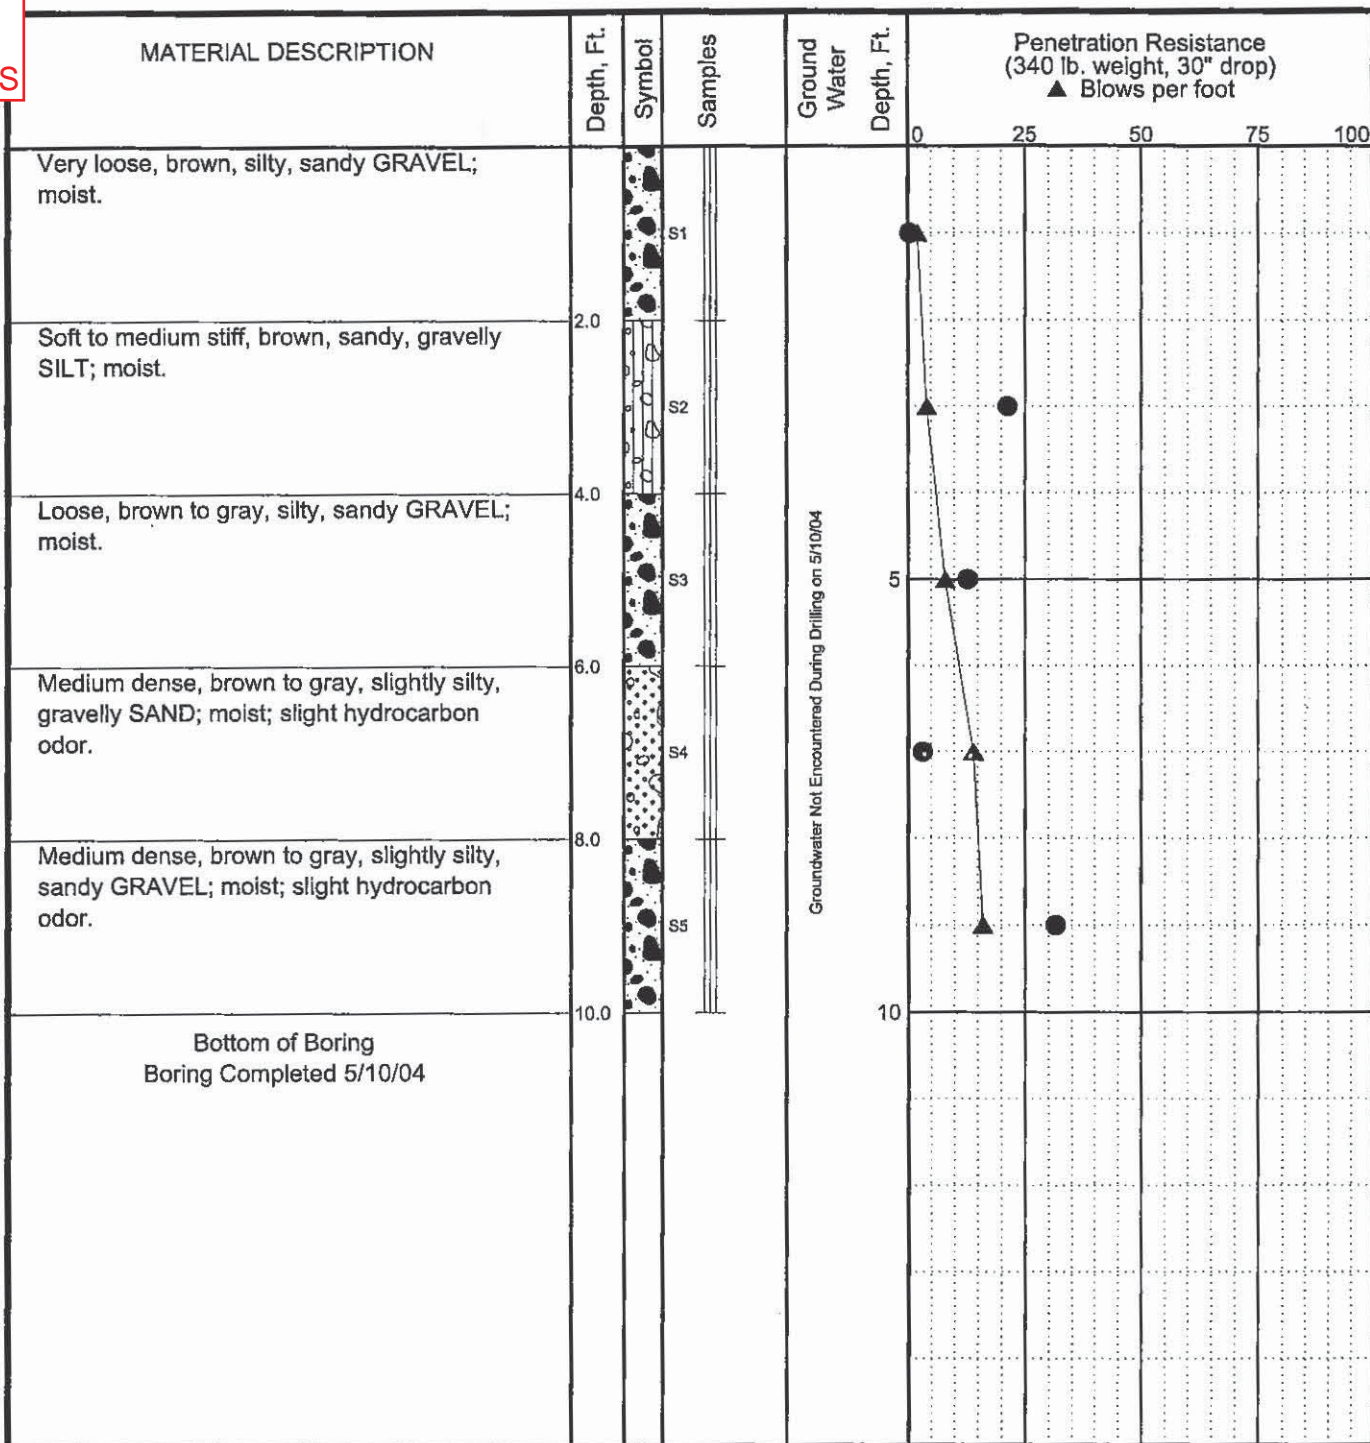 S
MATERIAL DESCRIPTION
Depth, Ft.
Symbol
Samples
Ground
Water
Depth, Ft.
Penetration Resistance
(340 lb. weight, 30" drop)
▲ Blows per foot
0 25 50 75 100
Very loose, brown, silty, sandy GRAVEL;
moist.
S1
2.0
Soft to medium stiff, brown, sandy, gravelly
SILT; moist.
S2
4.0
Loose, brown to gray, silty, sandy GRAVEL;
moist.
S3
5
6.0
Medium dense, brown to gray, slightly silty,
gravelly SAND; moist; slight hydrocarbon
odor.
S4
8.0
Medium dense, brown to gray, slightly silty,
sandy GRAVEL; moist; slight hydrocarbon
odor.
S5
10.0
10
Groundwater Not Encountered During Drilling on 5/10/04
Bottom of Boring
Boring Completed 5/10/04